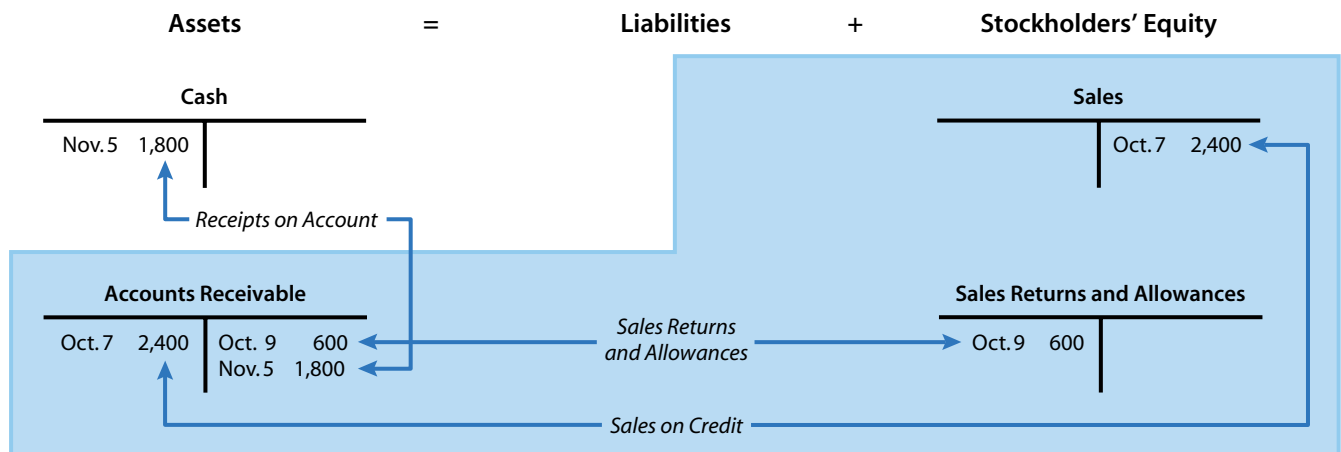 Assets = Liabilities + Stockholders’ Equity
Cash
Nov. 5 1,800
Sales
Oct. 7 2,400
Receipts on Account
Accounts Receivable
Oct. 7 2,400 Oct. 9 600
Nov. 5 1,800
Sales Returns
and Allowances
Sales Returns and Allowances
Oct. 9 600
Sales on Credit